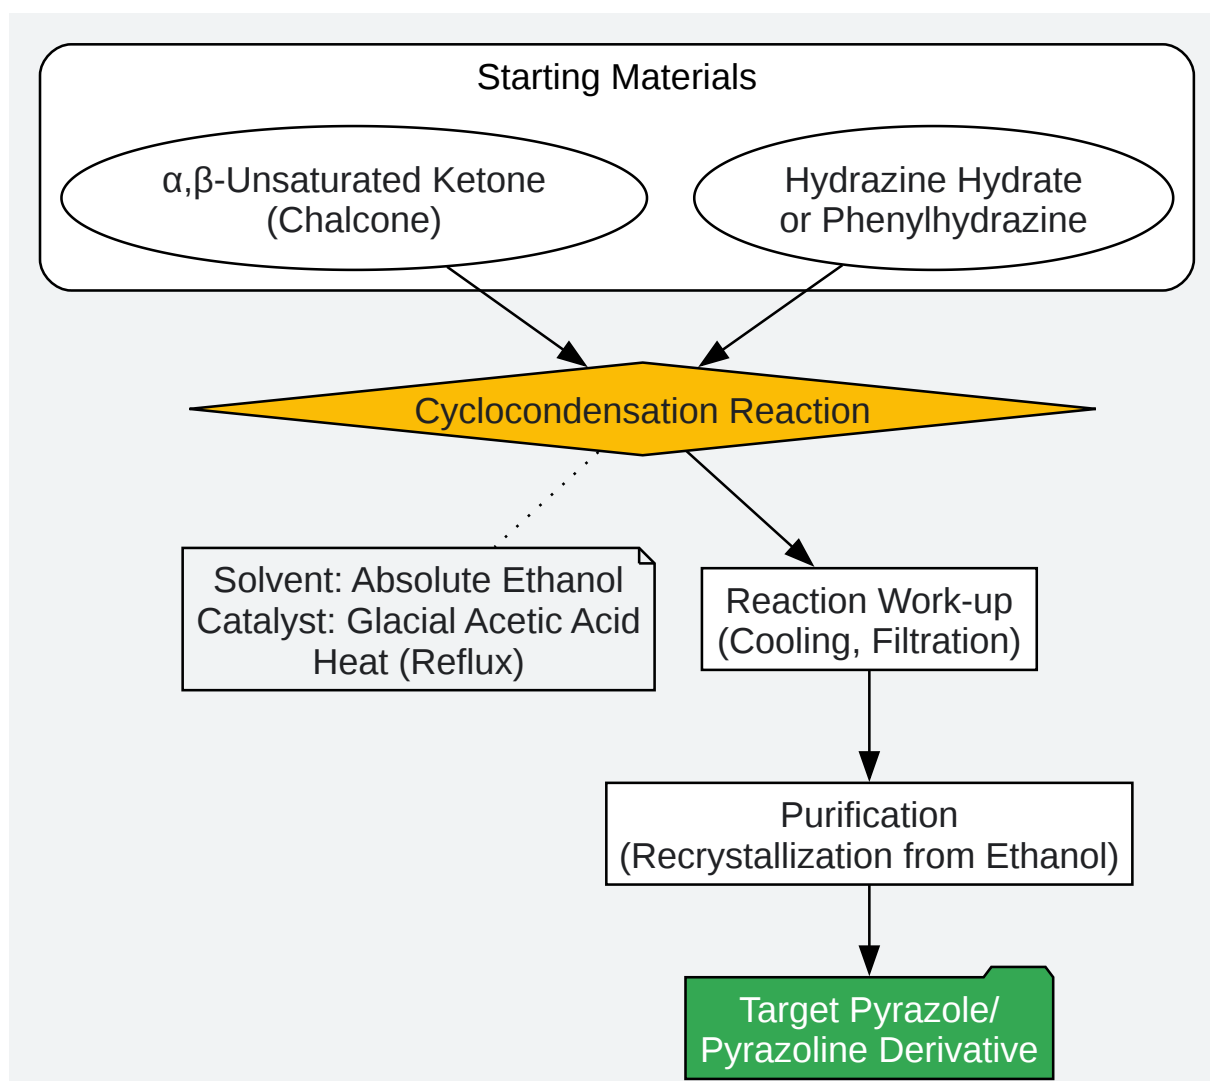 Starting Materials
α,β-Unsaturated Ketone
(Chalcone)
Hydrazine Hydrate
or Phenylhydrazine
Cyclocondensation Reaction
Solvent: Absolute Ethanol
Catalyst: Glacial Acetic Acid
Heat (Reflux)
Reaction Work-up
(Cooling, Filtration)
Purification
(Recrystallization from Ethanol)
Target Pyrazole/
Pyrazoline Derivative